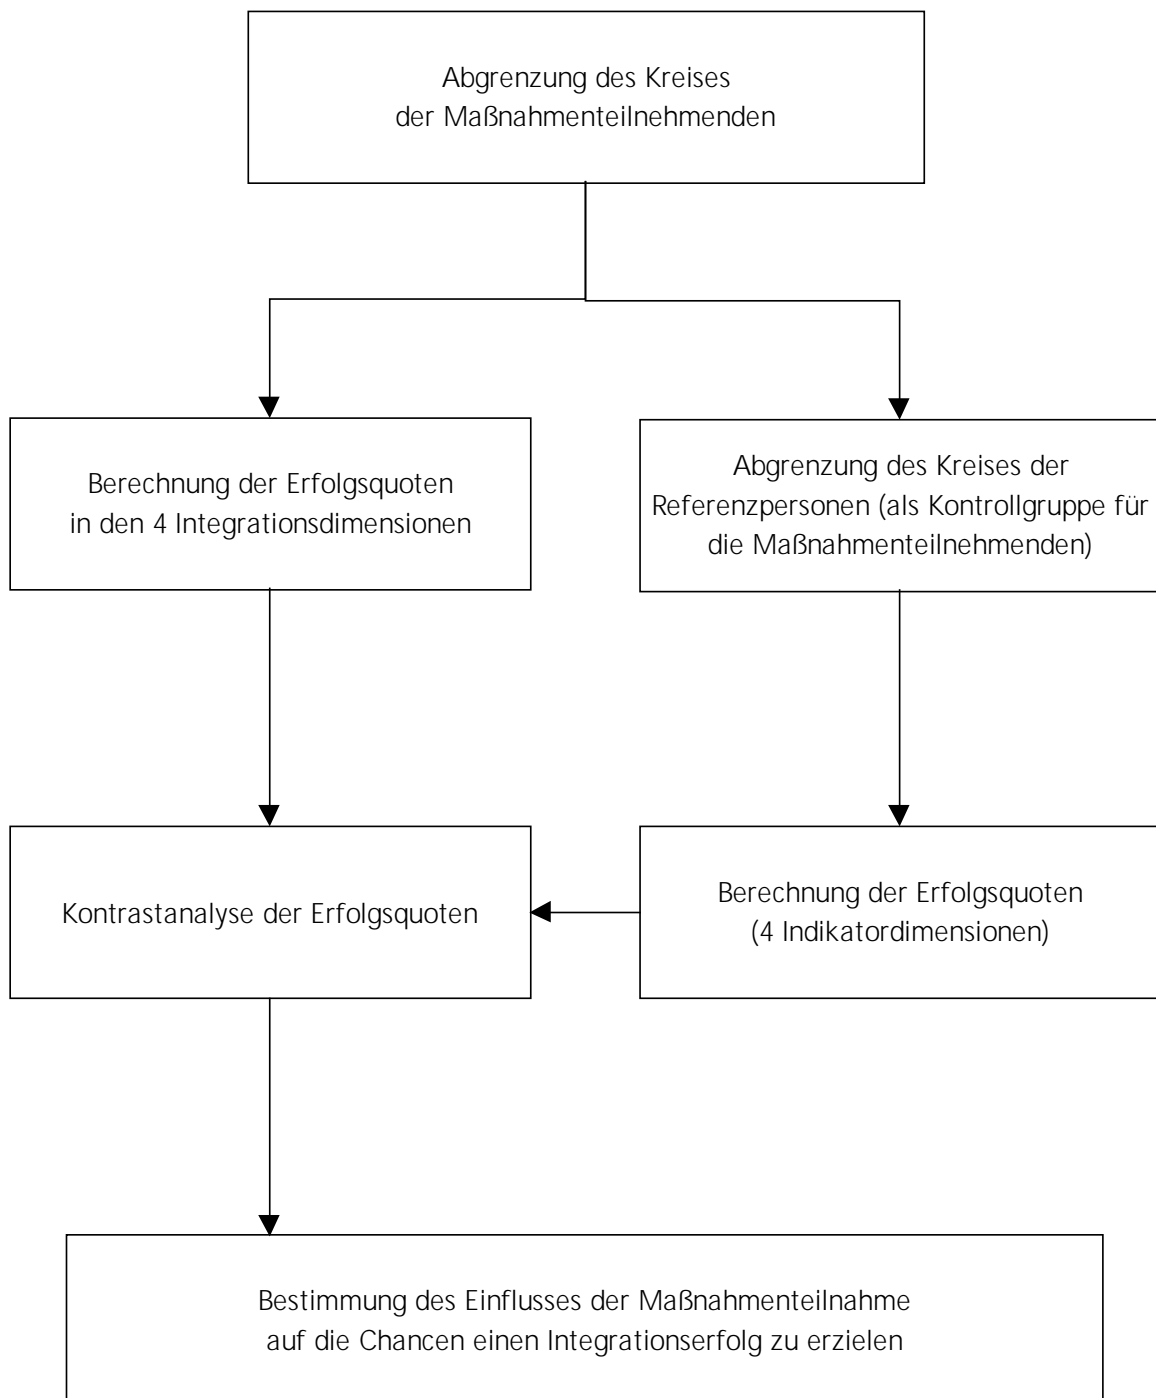 Abgrenzung des Kreises
der Maßnahmenteilnehmenden
Berechnung der Erfolgsquoten
in den 4 Integrationsdimensionen
Abgrenzung des Kreises der
Referenzpersonen (als Kontrollgruppe für
die Maßnahmenteilnehmenden)
Kontrastanalyse der Erfolgsquoten
Berechnung der Erfolgsquoten
(4 Indikatordimensionen)
Bestimmung des Einflusses der Maßnahmenteilnahme
auf die Chancen einen Integrationserfolg zu erzielen